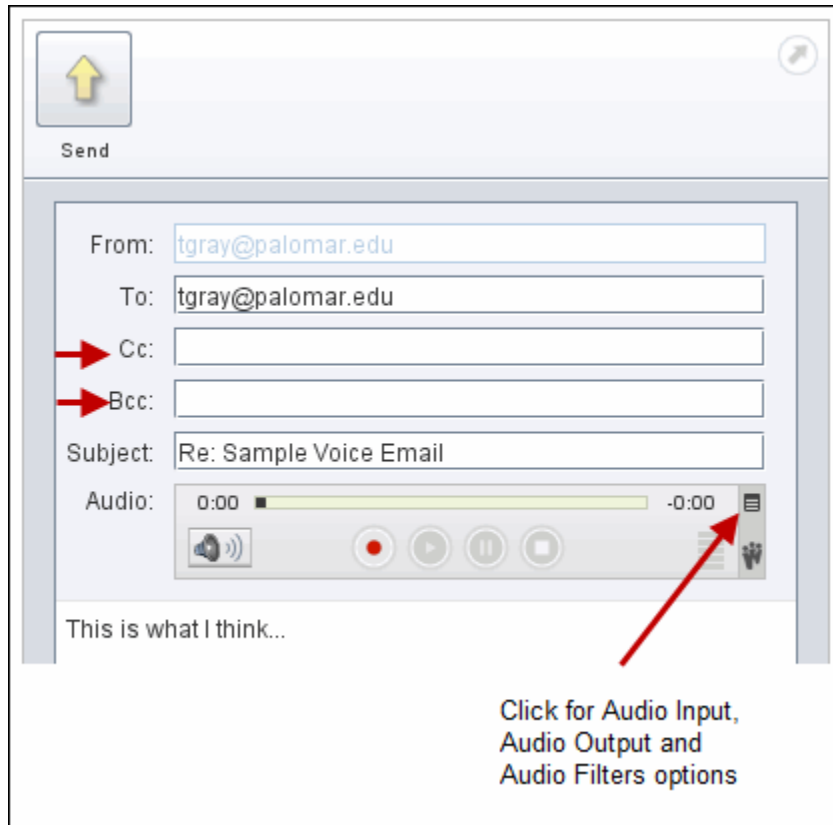 Send
From: tgray@palomar.edu
To: tgray@palomar.edu
Cc:
Bcc:
Subject: Re: Sample Voice Email
Audio: 0:00 -0:00
This is what I think...
Click for Audio Input,
Audio Output and
Audio Filters options